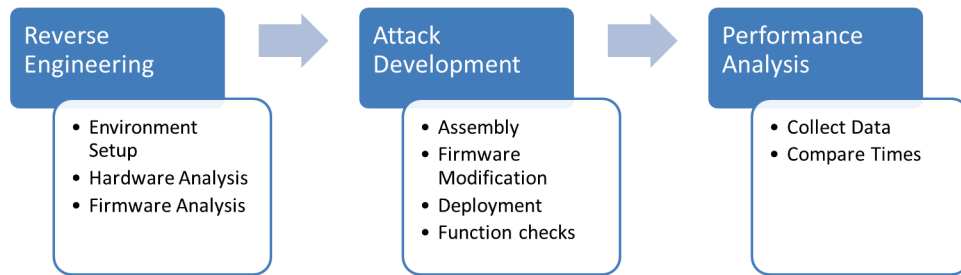 Reverse
Engineering
• Environment
Setup
• Hardware Analysis
• Firmware Analysis
Attack
Development
• Assembly
• Firmware
Modification
• Deployment
• Function checks
Performance
Analysis
• Collect Data
• Compare Times